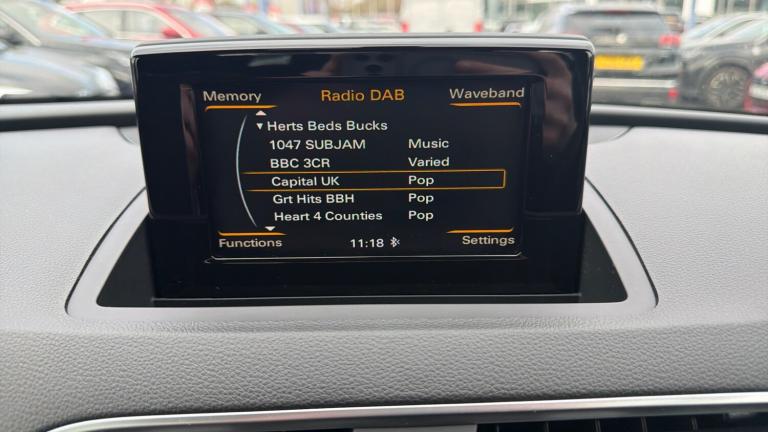 Memory Radio DAB Waveband
Herts Beds Bucks
1047 SUBJAM Music
BBC 3CR Varied
Capital UK Pop
Grt Hits BBH Pop
Heart 4 Counties Pop
Functions 11:18 Settings